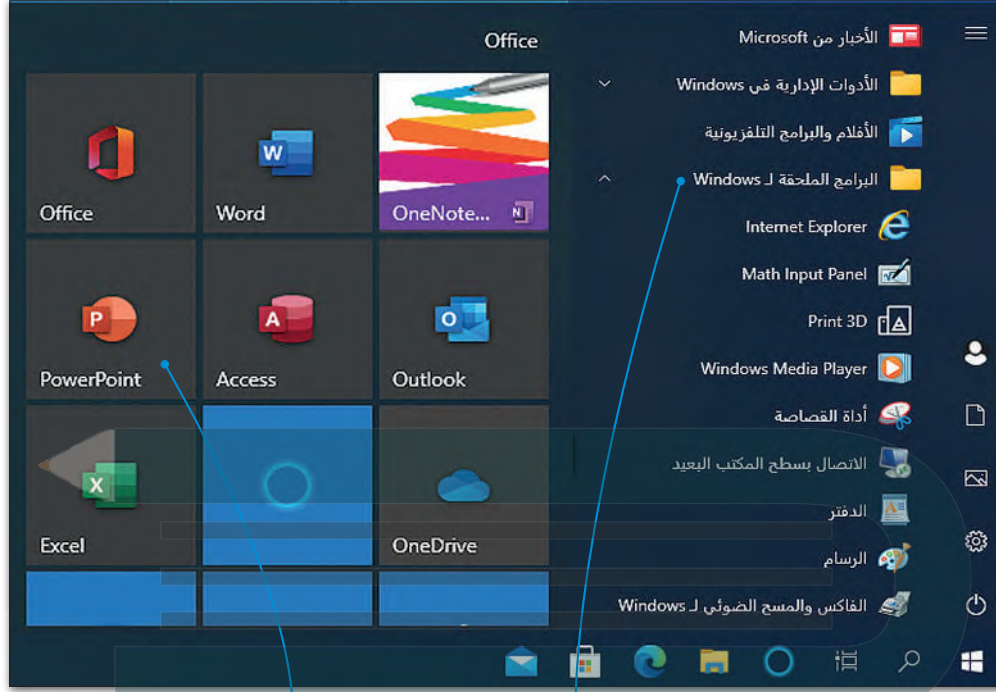 الأخبار من Microsoft
الأدوات الإدارية في Windows
الأفلام والبرامج التلفزيونية
البرامج الملحقة لـ Windows
Internet Explorer
Math Input Panel
Print 3D
Windows Media Player
أداة القصاصة
الاتصال بسطح المكتب البعيد
الدفتر
الرسام
الفاكس والمسح الضوئي لـ Windows
Office
Office
Word
OneNote...
PowerPoint
Access
Outlook
Excel
OneDrive